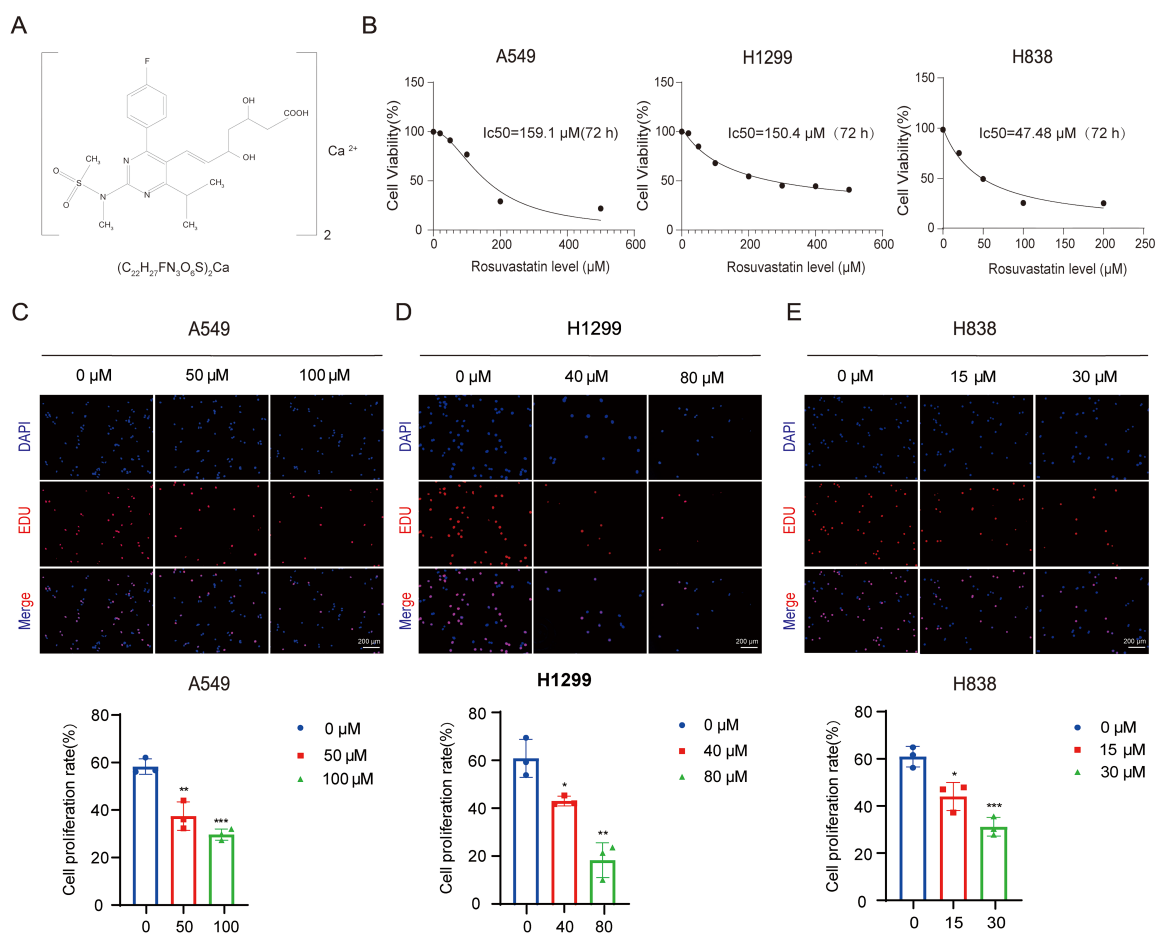 A
F
OH
COOH
OH
N
N
CH3
O
S
O
N
CH3
CH3
CH3
Ca 2+
2
(C22H27FN3O6S)2Ca
B
A549
Cell Viability(%)
150
100
50
0
Ic50=159.1 µM(72 h)
0 200 400 600
Rosuvastatin level (µM)
H1299
Cell Viability(%)
150
100
50
0
Ic50=150.4 µM（72 h）
0 200 400 600
Rosuvastatin level (µM)
H838
Cell Viability(%)
150
100
50
0
Ic50=47.48 µM（72 h）
0 50 100 150 200 250
Rosuvastatin level (µM)
C
A549
0 µM 50 µM 100 µM
DAPI
EDU
Merge
200 µm
D
H1299
0 µM 40 µM 80 µM
DAPI
EDU
Merge
200 µm
E
H838
0 µM 15 µM 30 µM
DAPI
EDU
Merge
200 µm
A549
Cell proliferation rate(%)
80
60
40
20
0
**
***
0 50 100
0 µM
50 µM
100 µM
H1299
Cell proliferation rate(%)
80
60
40
20
0
*
**
0 40 80
0 µM
40 µM
80 µM
H838
Cell proliferation rate(%)
80
60
40
20
0
*
***
0 15 30
0 µM
15 µM
30 µM